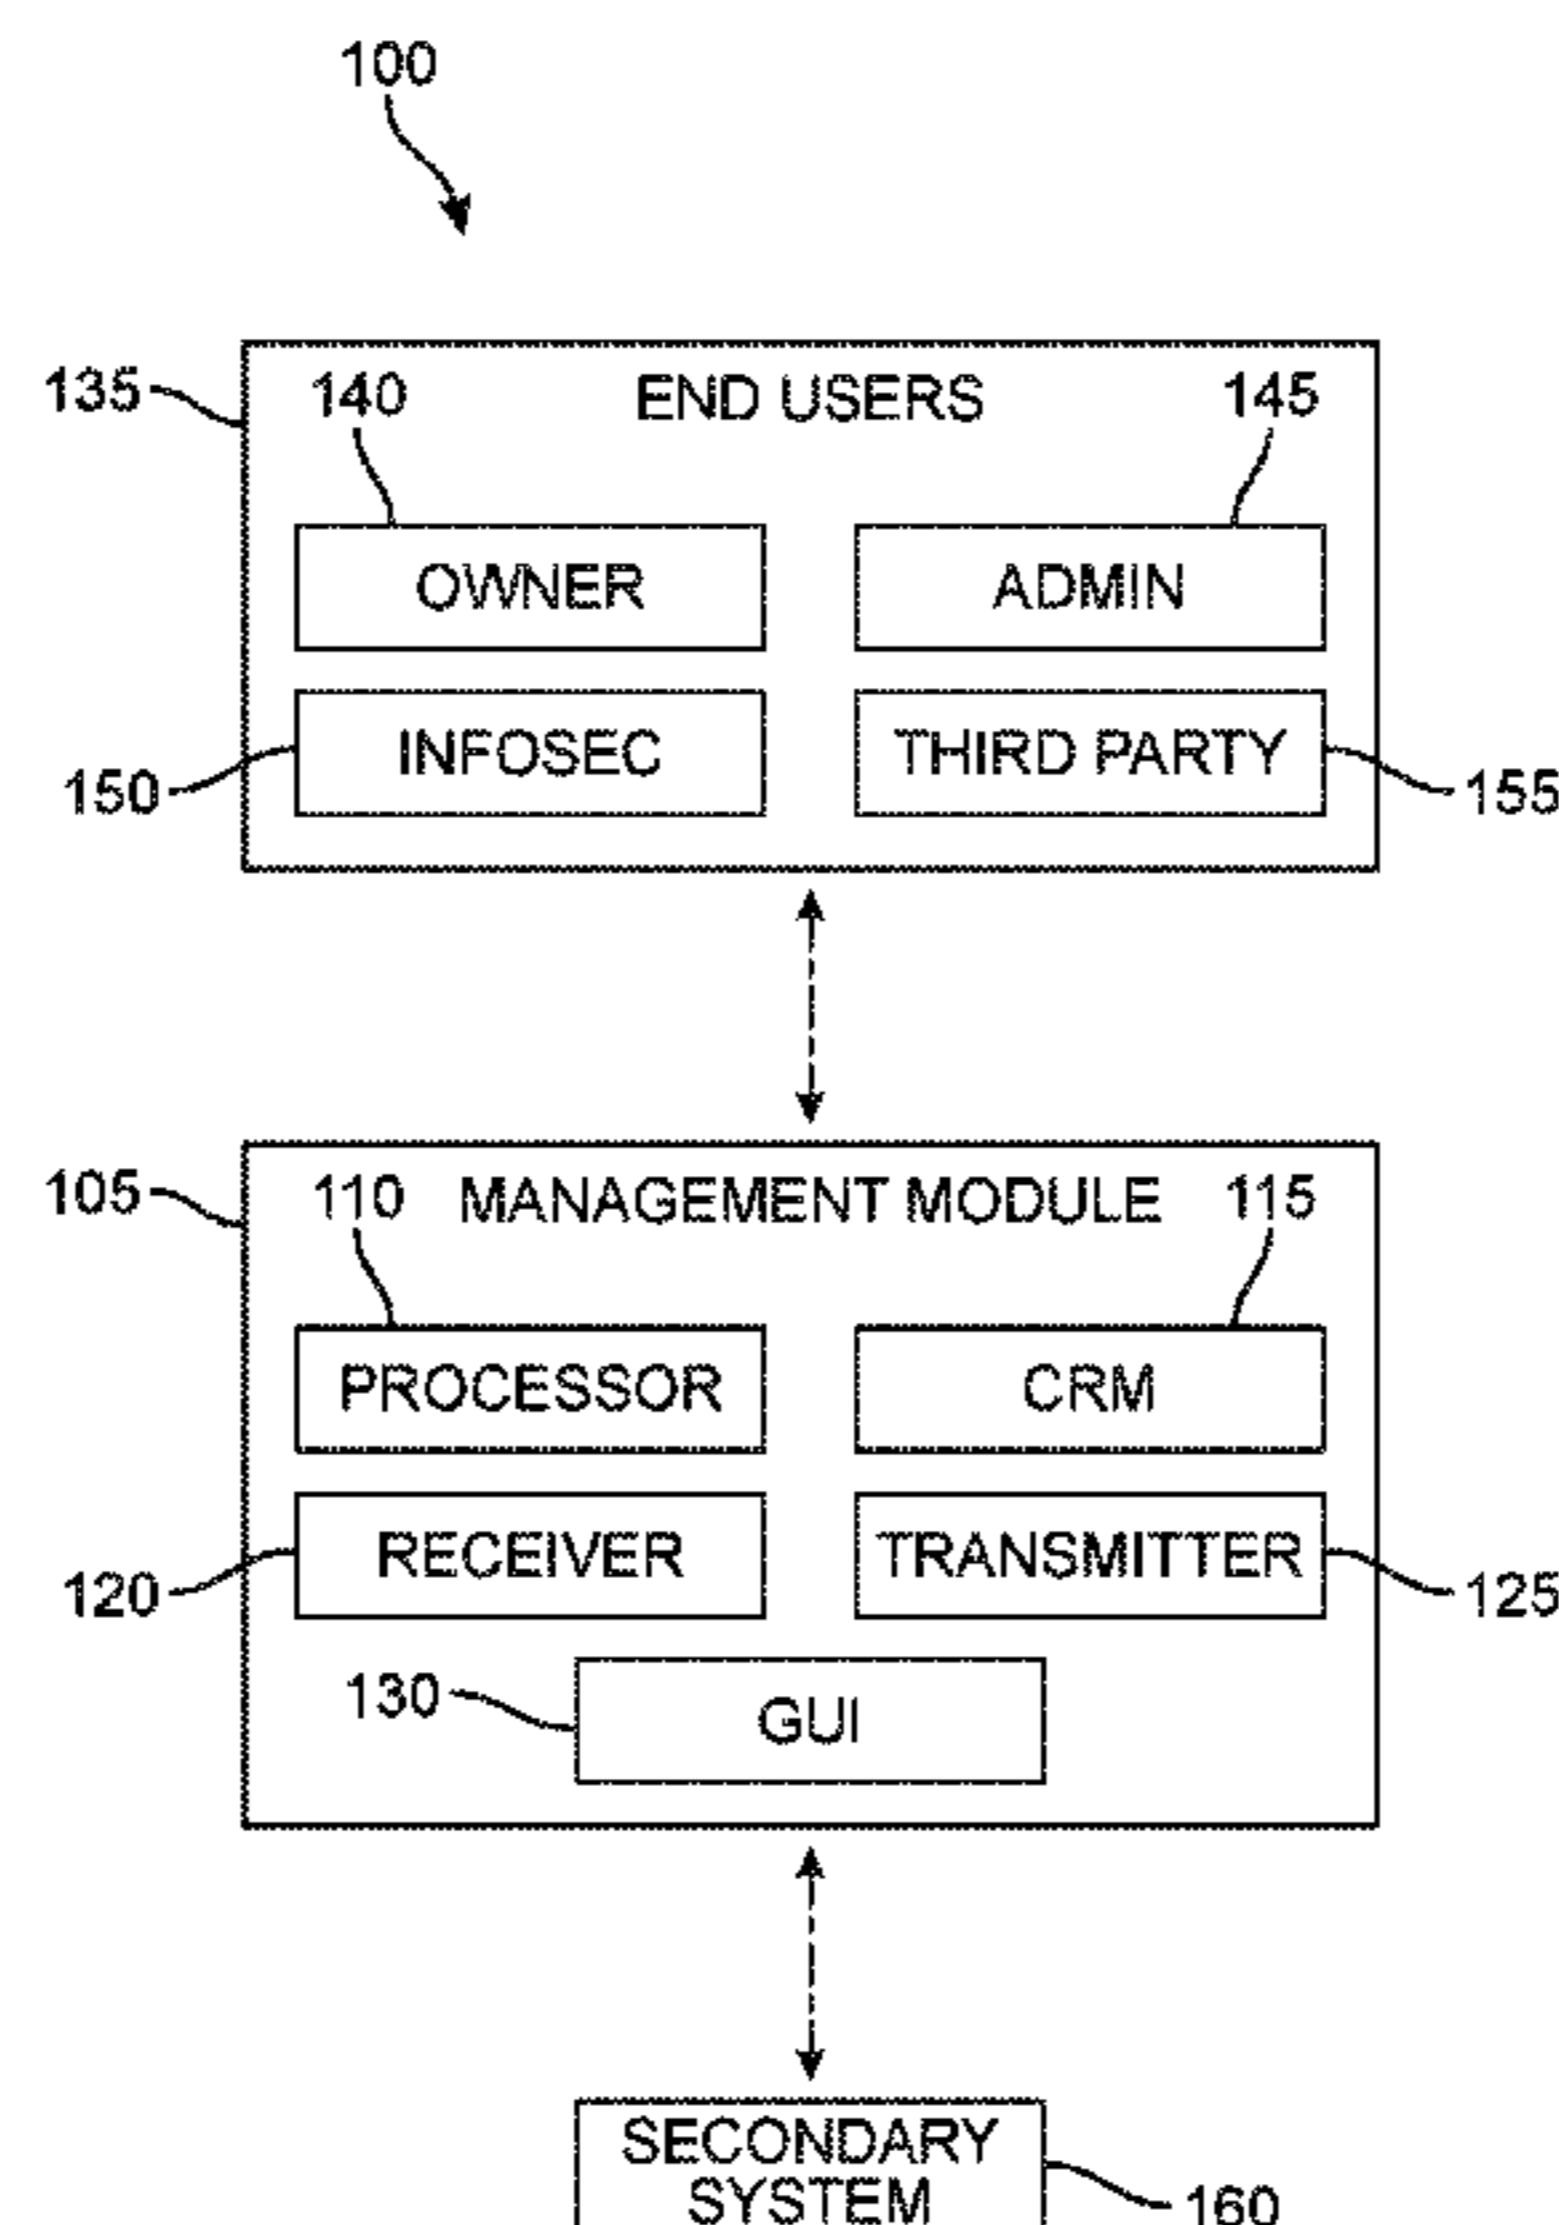 100
135
140 END USERS 145
OWNER ADMIN
INFOSEC THIRD PARTY
150 155
105
110 MANAGEMENT MODULE 115
PROCESSOR CRM
RECEIVER TRANSMITTER
120 125
130 GUI
SECONDARY
SYSTEM
160